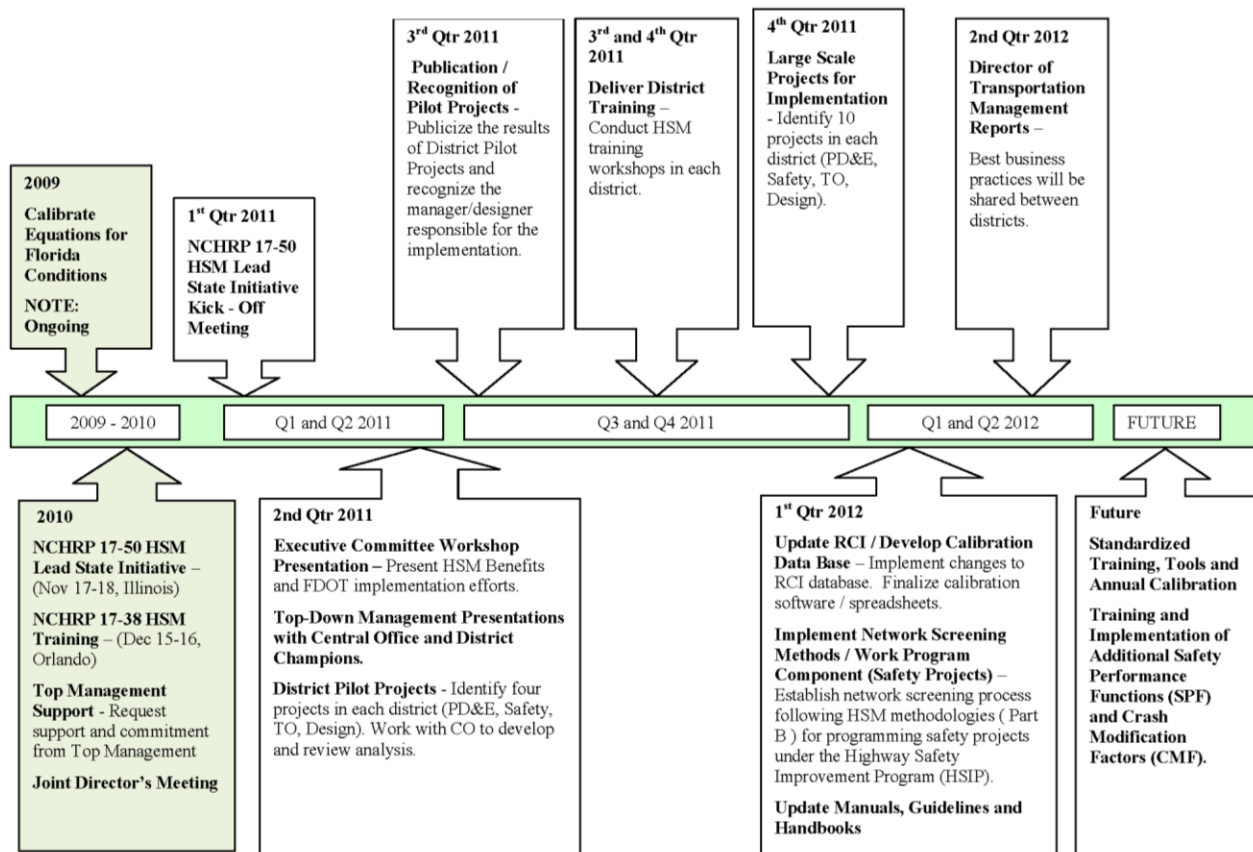 3rd Qtr 2011
Publication /
Recognition of
Pilot Projects -
Publicize the results
of District Pilot
Projects and
recognize the
manager/designer
responsible for the
implementation.
3rd and 4th Qtr
2011
Deliver District
Training –
Conduct HSM
training
workshops in each
district.
4th Qtr 2011
Large Scale
Projects for
Implementation
- Identify 10
projects in each
district (PD&E,
Safety, TO,
Design).
2nd Qtr 2012
Director of
Transportation
Management
Reports –
Best business
practices will be
shared between
districts.
2009
Calibrate
Equations for
Florida
Conditions
NOTE:
Ongoing
1st Qtr 2011
NCHRP 17-50
HSM Lead
State Initiative
Kick - Off
Meeting
2009 - 2010
Q1 and Q2 2011
Q3 and Q4 2011
Q1 and Q2 2012
FUTURE
2010
NCHRP 17-50 HSM
Lead State Initiative –
(Nov 17-18, Illinois)
NCHRP 17-38 HSM
Training – (Dec 15-16,
Orlando)
Top Management
Support - Request
support and commitment
from Top Management
Joint Director's Meeting
2nd Qtr 2011
Executive Committee Workshop
Presentation – Present HSM Benefits
and FDOT implementation efforts.
Top-Down Management Presentations
with Central Office and District
Champions.
District Pilot Projects - Identify four
projects in each district (PD&E, Safety,
TO, Design). Work with CO to develop
and review analysis.
1st Qtr 2012
Update RCI / Develop Calibration
Data Base – Implement changes to
RCI database. Finalize calibration
software / spreadsheets.
Implement Network Screening
Methods / Work Program
Component (Safety Projects) –
Establish network screening process
following HSM methodologies ( Part
B ) for programming safety projects
under the Highway Safety
Improvement Program (HSIP).
Update Manuals, Guidelines and
Handbooks
Future
Standardized
Training, Tools and
Annual Calibration
Training and
Implementation of
Additional Safety
Performance
Functions (SPF)
and Crash
Modification
Factors (CMF).